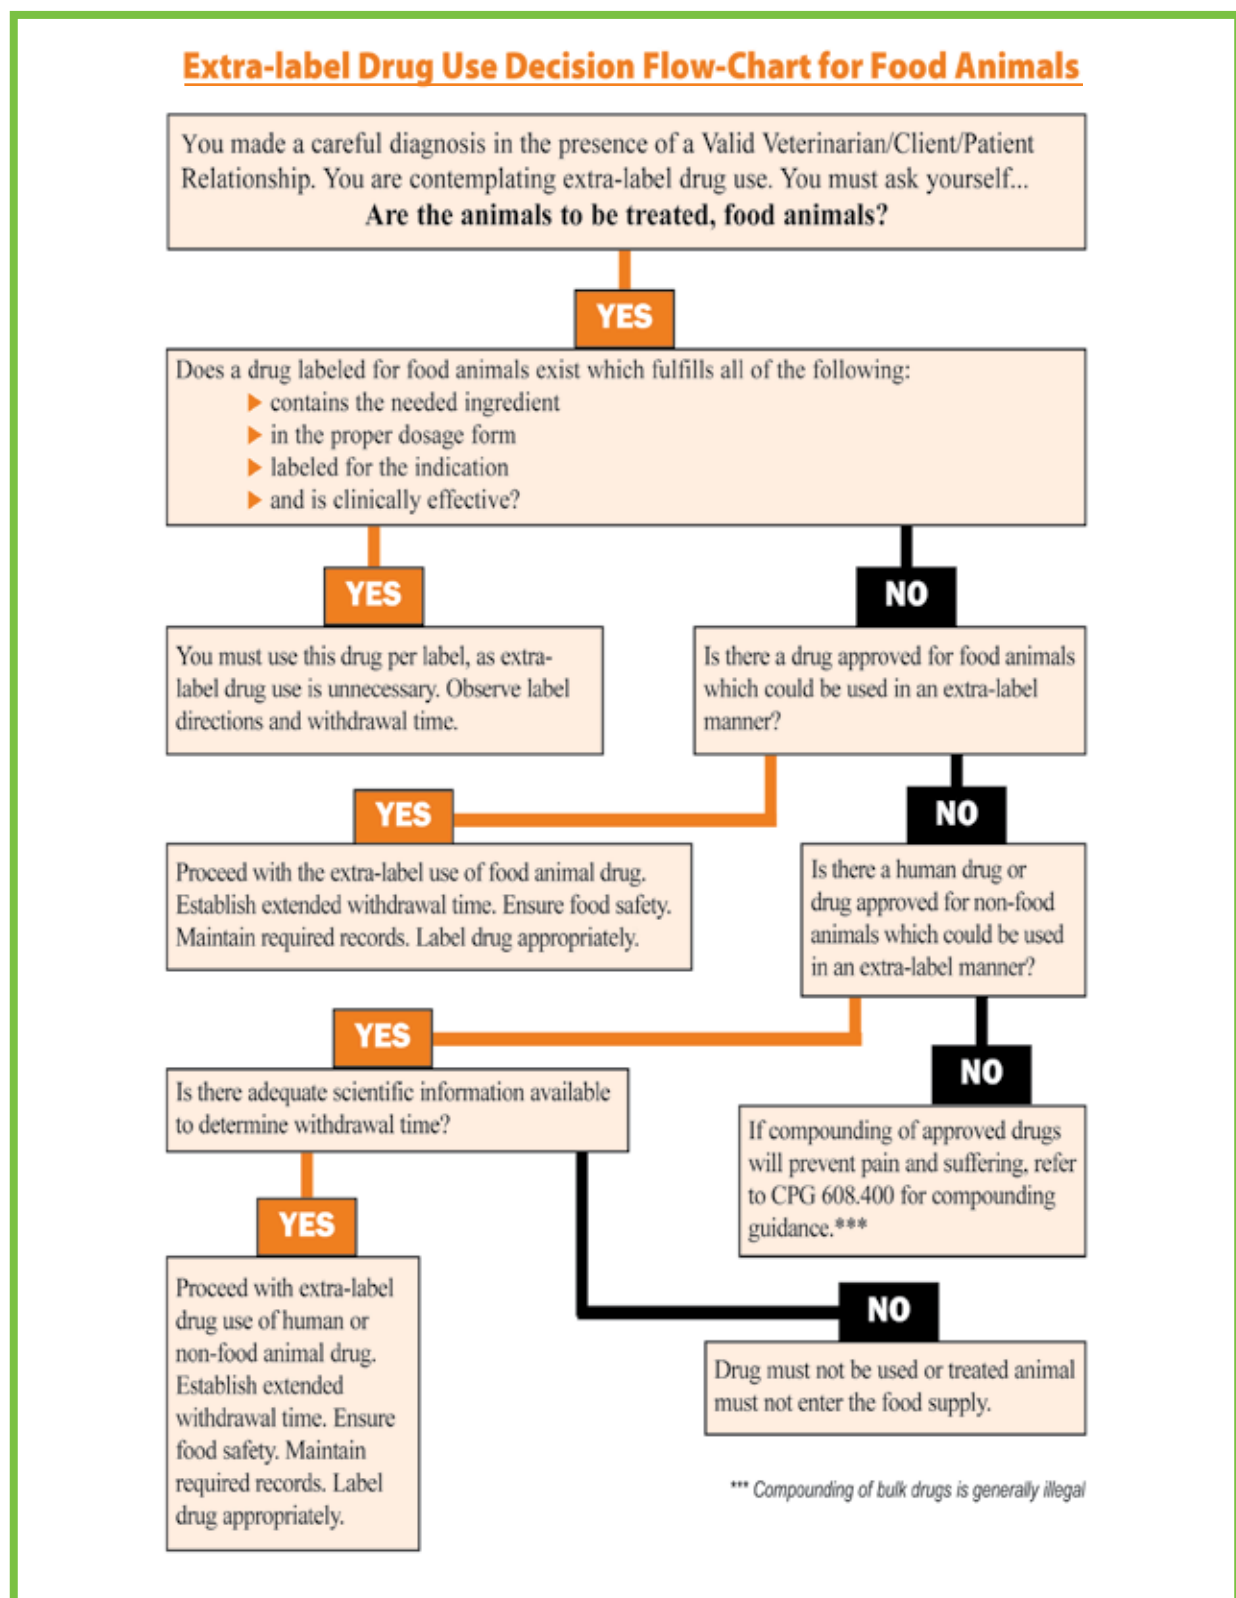 Extra-label Drug Use Decision Flow-Chart for Food Animals
You made a careful diagnosis in the presence of a Valid Veterinarian/Client/Patient
Relationship. You are contemplating extra-label drug use. You must ask yourself...
Are the animals to be treated, food animals?
YES
Does a drug labeled for food animals exist which fulfills all of the following:
contains the needed ingredient
in the proper dosage form
labeled for the indication
and is clinically effective?
YES
You must use this drug per label, as extra-
label drug use is unnecessary. Observe label
directions and withdrawal time.
NO
Is there a drug approved for food animals
which could be used in an extra-label
manner?
YES
Proceed with the extra-label use of food animal drug.
Establish extended withdrawal time. Ensure food safety.
Maintain required records. Label drug appropriately.
NO
Is there a human drug or
drug approved for non-food
animals which could be used
in an extra-label manner?
YES
Is there adequate scientific information available
to determine withdrawal time?
NO
If compounding of approved drugs
will prevent pain and suffering, refer
to CPG 608.400 for compounding
guidance.***
YES
Proceed with extra-label
drug use of human or
non-food animal drug.
Establish extended
withdrawal time. Ensure
food safety. Maintain
required records. Label
drug appropriately.
NO
Drug must not be used or treated animal
must not enter the food supply.
*** Compounding of bulk drugs is generally illegal